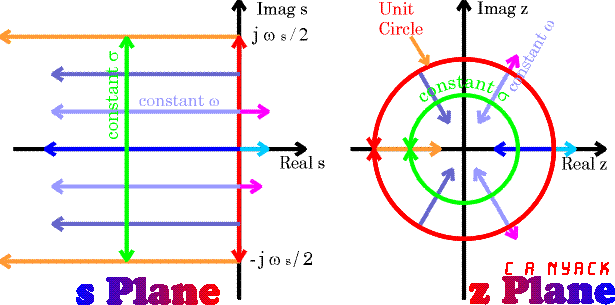 Imag s
j ω s/2
constant σ
constant ω
Real s
-j ω s/2
s Plane
Unit
Circle
Imag z
constant ω
constant σ
Real z
C A NYACK
z Plane